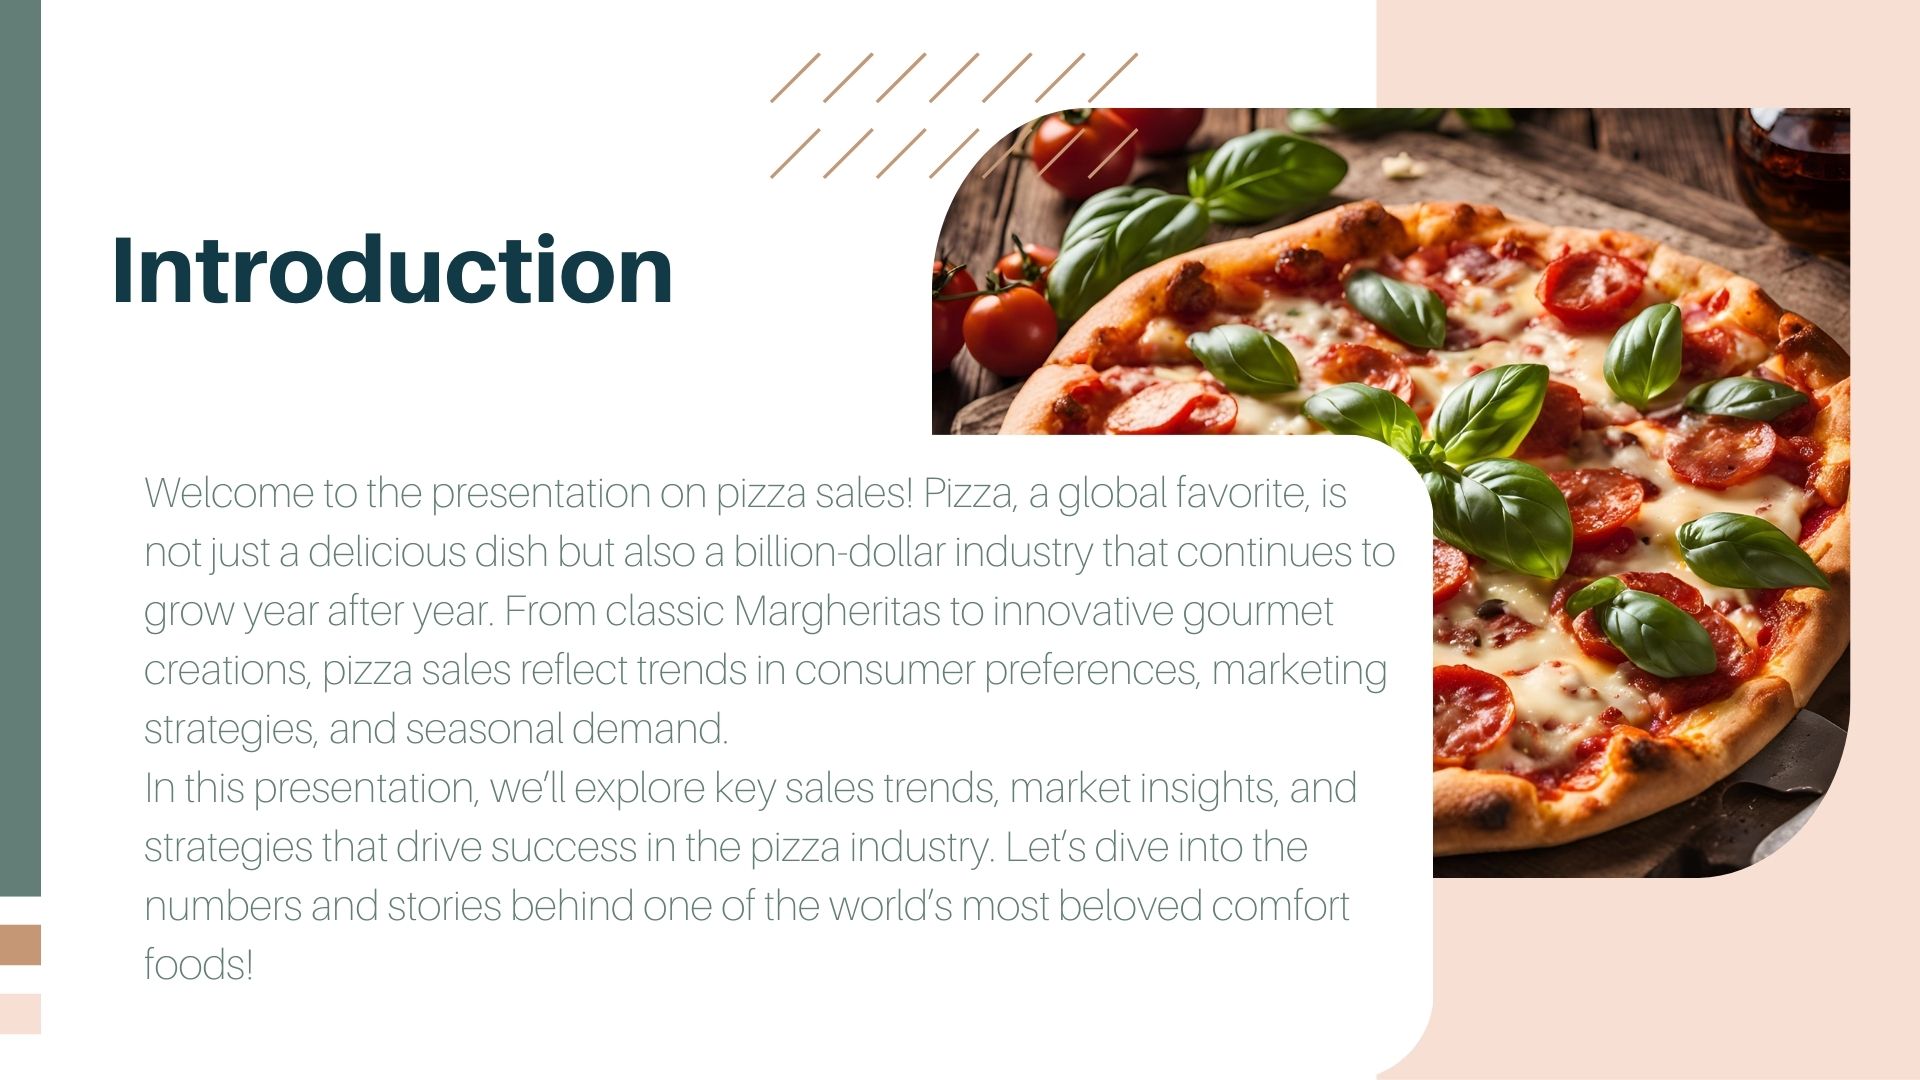 Introduction
Welcome to the presentation on pizza sales! Pizza, a global favorite, is
not just a delicious dish but also a billion-dollar industry that continues to
grow year after year. From classic Margheritas to innovative gourmet
creations, pizza sales reflect trends in consumer preferences, marketing
strategies, and seasonal demand.
In this presentation, we’ll explore key sales trends, market insights, and
strategies that drive success in the pizza industry. Let’s dive into the
numbers and stories behind one of the world’s most beloved comfort
foods!